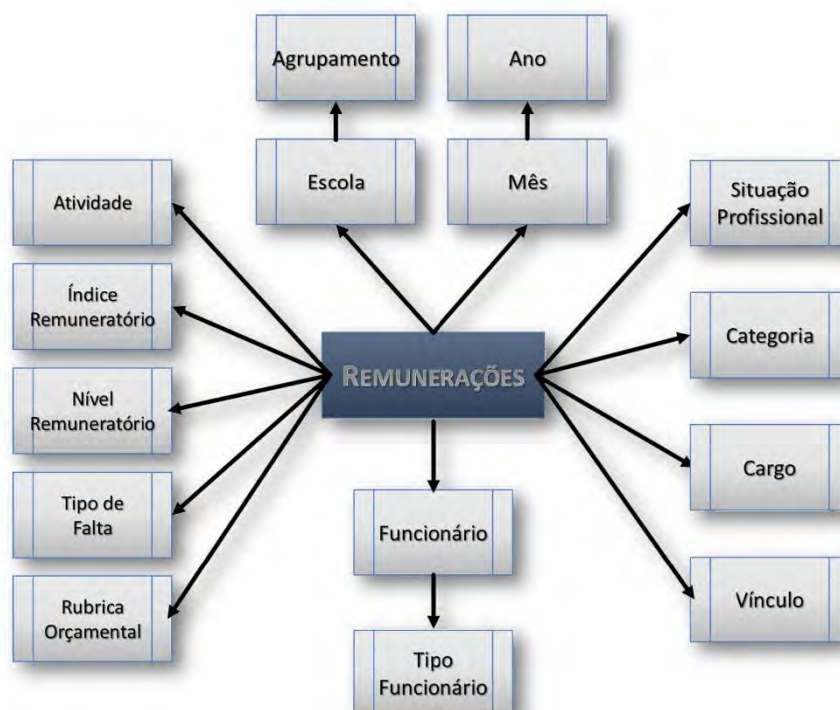 Agrupamento
Ano
Escola
Mês
Atividade
Índice
Remuneratório
Nível
Remuneratório
Tipo de
Falta
Rubrica
Orçamental
REMUNERAÇÕES
Situação
Profissional
Categoria
Cargo
Vínculo
Funcionário
Tipo
Funcionário